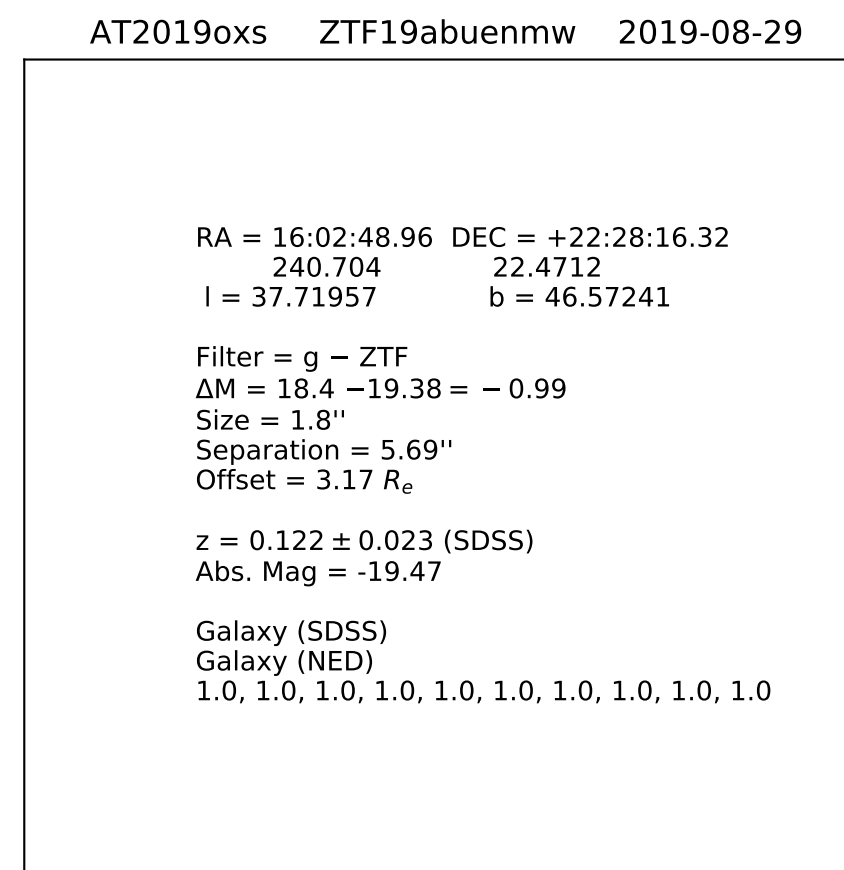 AT2019oxs ZTF19abuenmw 2019-08-29
RA = 16:02:48.96 DEC = +22:28:16.32
240.704 22.4712
l = 37.71957 b = 46.57241
Filter = g − ZTF
ΔM = 18.4 −19.38 = − 0.99
Size = 1.8''
Separation = 5.69''
Offset = 3.17 Re
z = 0.122 ± 0.023 (SDSS)
Abs. Mag = -19.47
Galaxy (SDSS)
Galaxy (NED)
1.0, 1.0, 1.0, 1.0, 1.0, 1.0, 1.0, 1.0, 1.0, 1.0